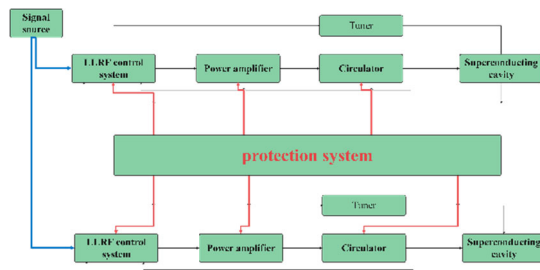 Signal
source
Tuner
LLRF control
system
Power amplifier
Circulator
Superconducting
cavity
protection system
Tuner
LLRF control
system
Power amplifier
Circulator
Superconducting
cavity